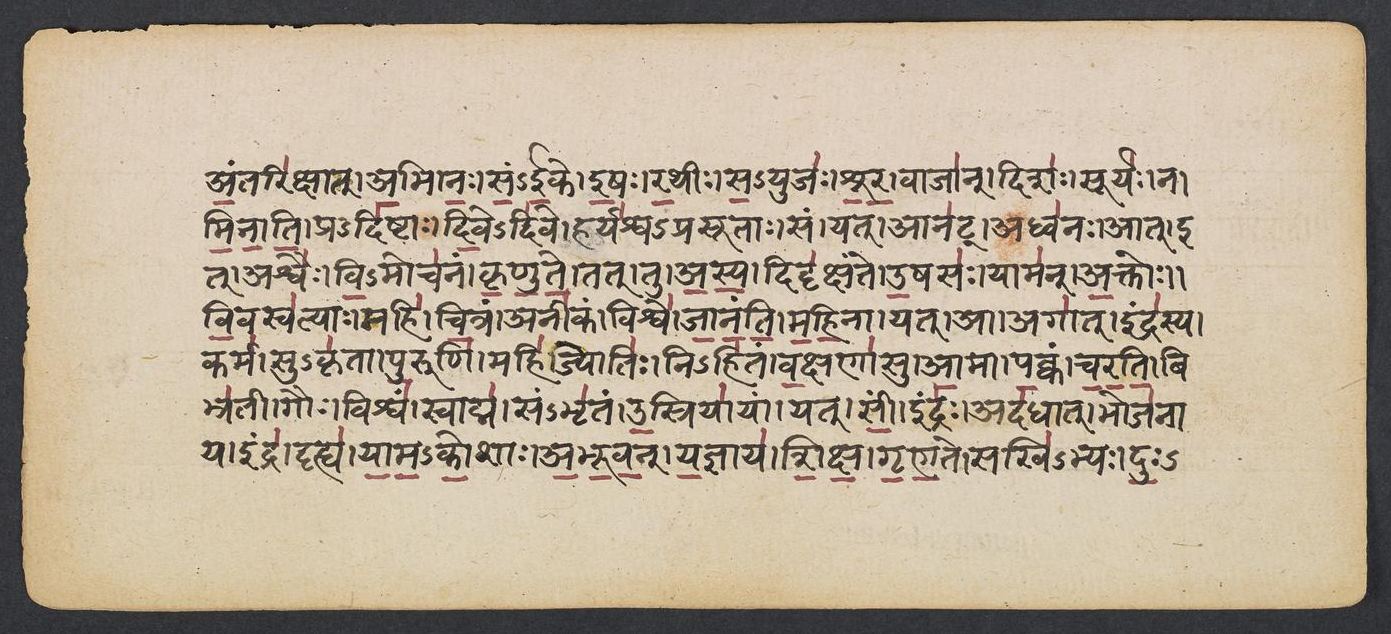 अंतरिक्षात्।अभि।नः।संऽईके।इषः।रथीः।सऽयुजः।शूर।वाजान्।दिशः।सूर्यः।न।
मिनाति।प्रऽदिष्टाः।दिवेऽदिवे।हर्यश्वऽप्रसूताः।सं।यत्।आनट्।अध्वनः।आत्।इ
त्।अश्वैः।विऽमोचनं।कृणुते।तत्।तु।अस्य।दिदृक्षंते।उषसः।यामन्।अक्तोः।।
विवस्वत्याः।महि।चित्रं।अनीकं।विश्वे।जानंति।महिना।यत्।आ।अगात्।इंद्रस्य।
कर्म।सुऽकृता।पुरूणि।महि।ज्योतिः।निऽहितं।वक्षणासु।आमा।पक्वं।चरति।बि
भ्रती।गौः।विश्वं।स्वाद्म।संऽभृतं।उस्रियायां।यत्।सीं।इंद्रः।अदधात्।भोजना
य।इंद्र।दृह्य।यामऽकोशाः।अभूवन्।यज्ञाय।शिक्ष।गृणते।सखिऽभ्यः।दुःऽ